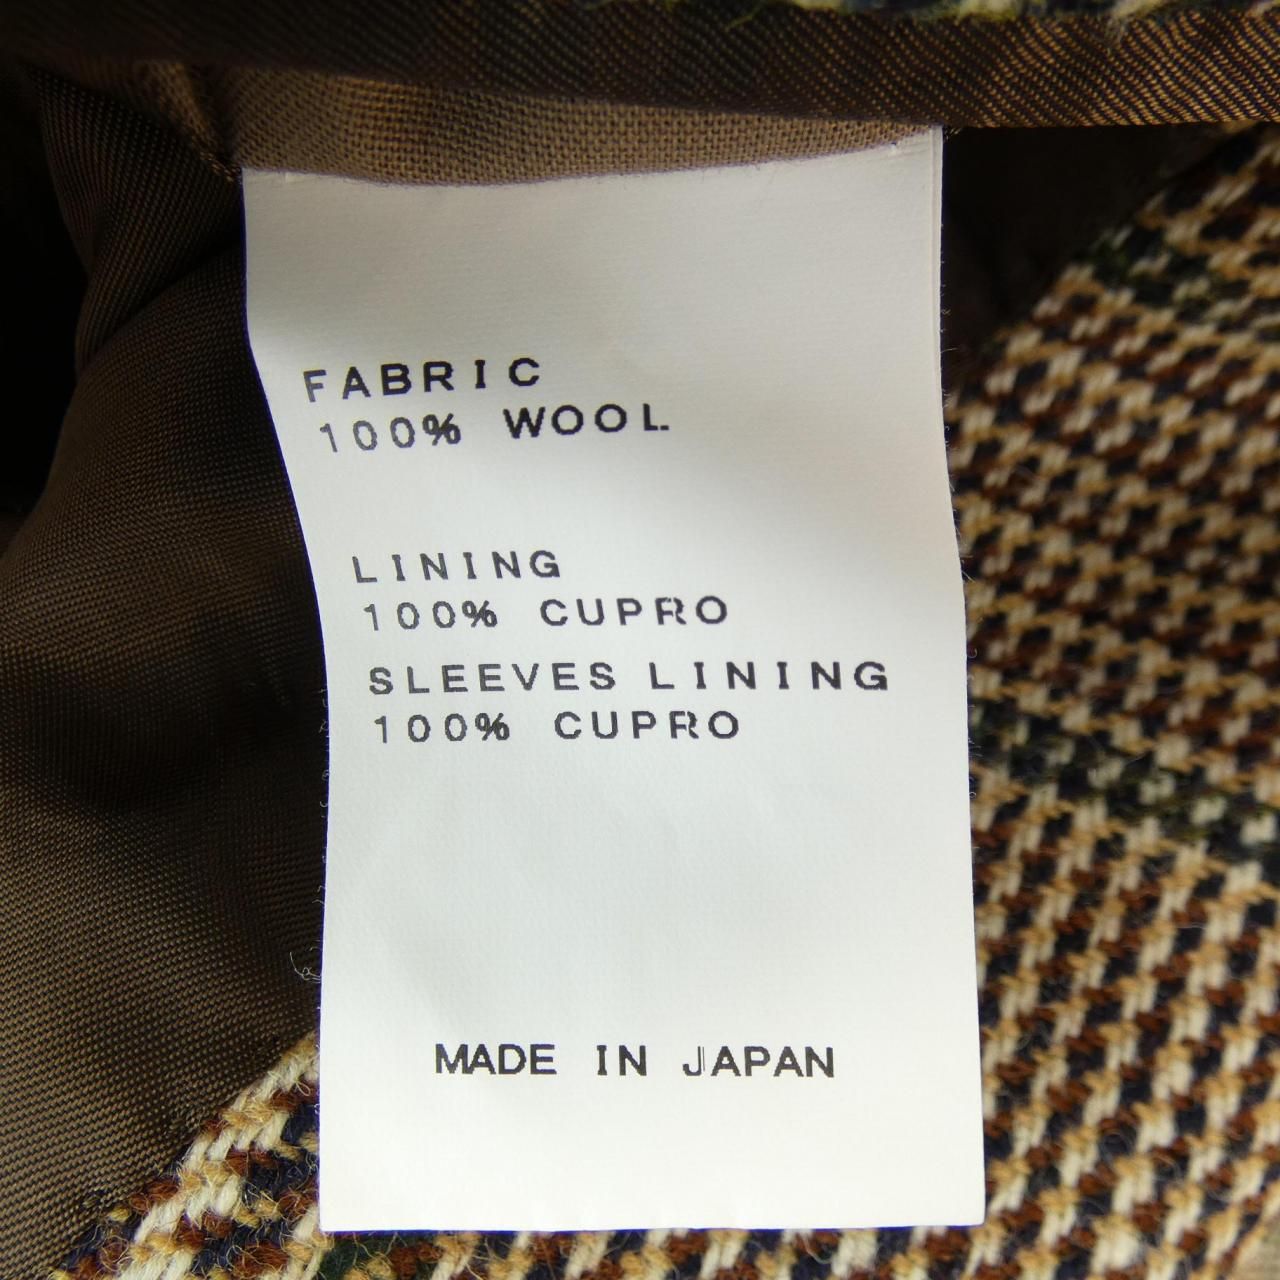 FABRIC
100% WOOL
LINING
100% CUPRO
SLEEVES LINING
100% CUPRO
MADE IN JAPAN